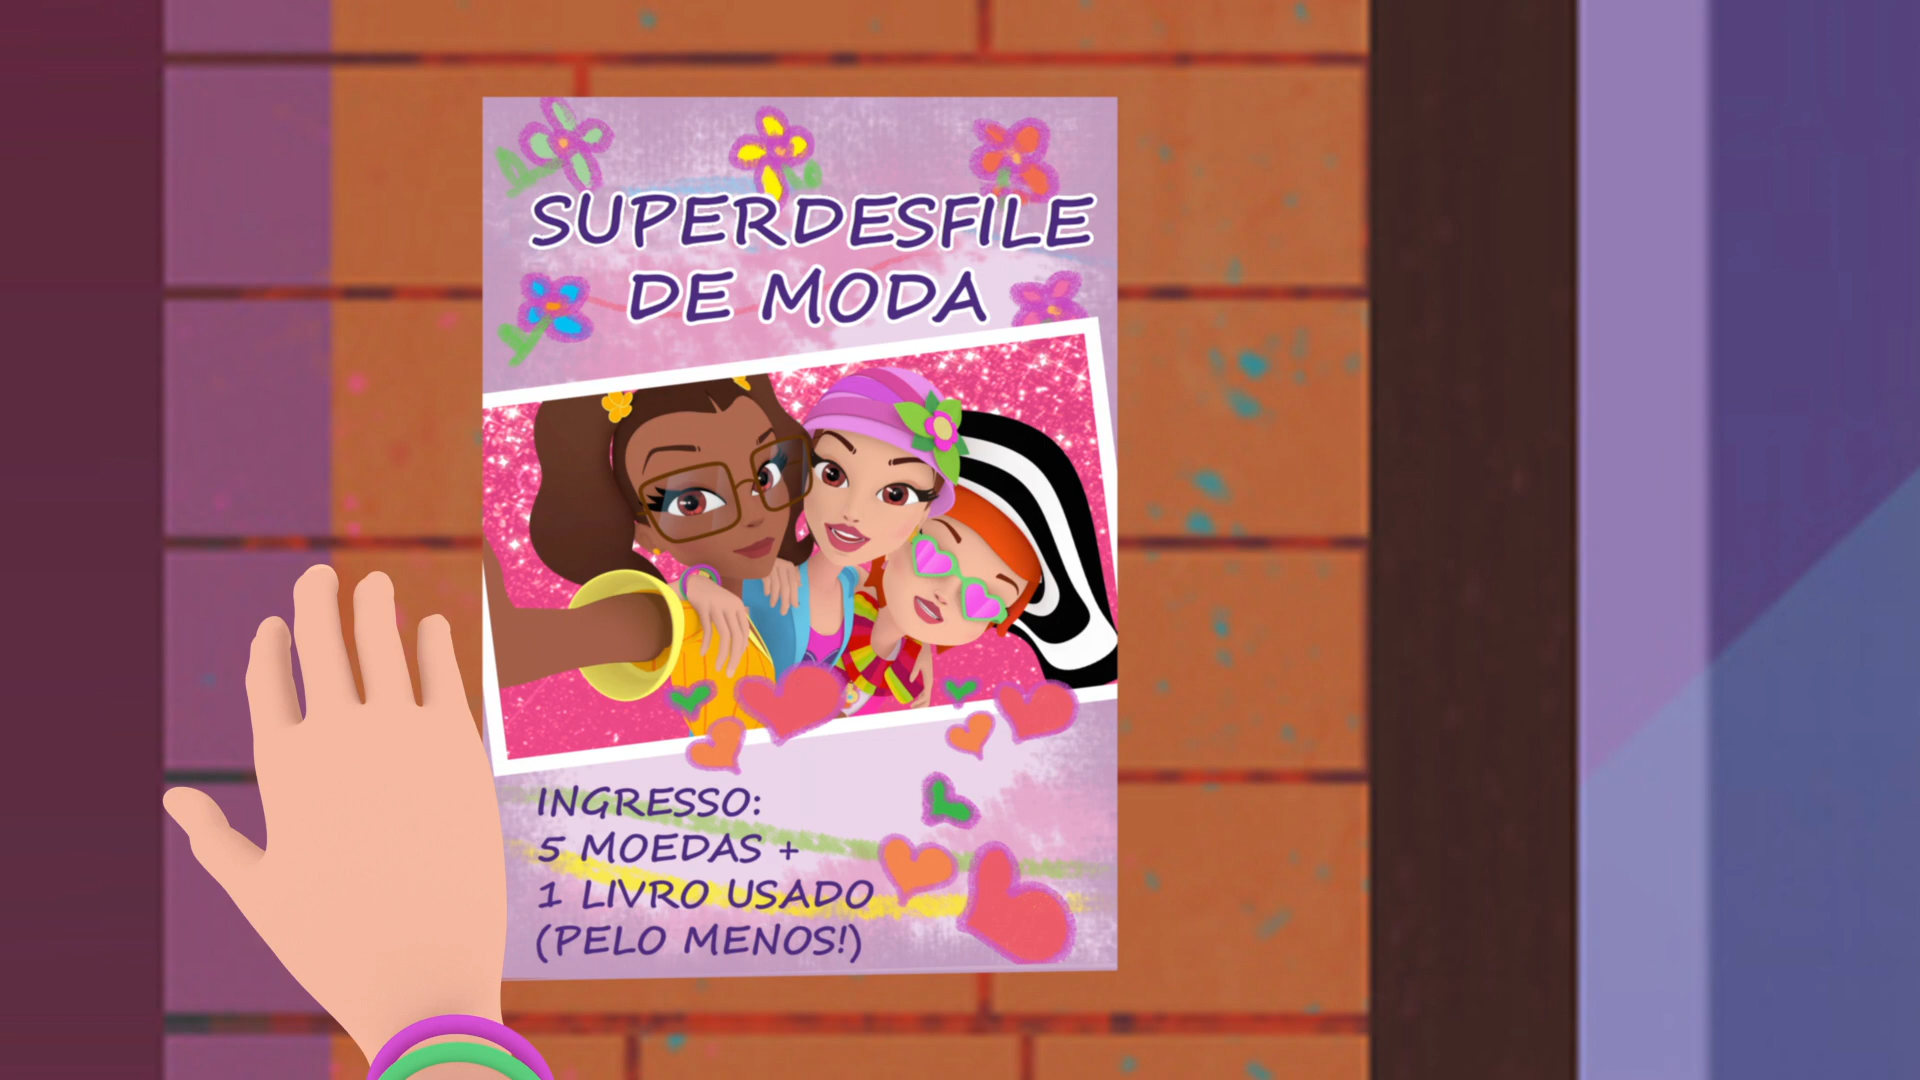 SUPERDESFILE
DE MODA
INGRESSO:
5 MOEDAS +
1 LIVRO USADO
(PELO MENOS!)